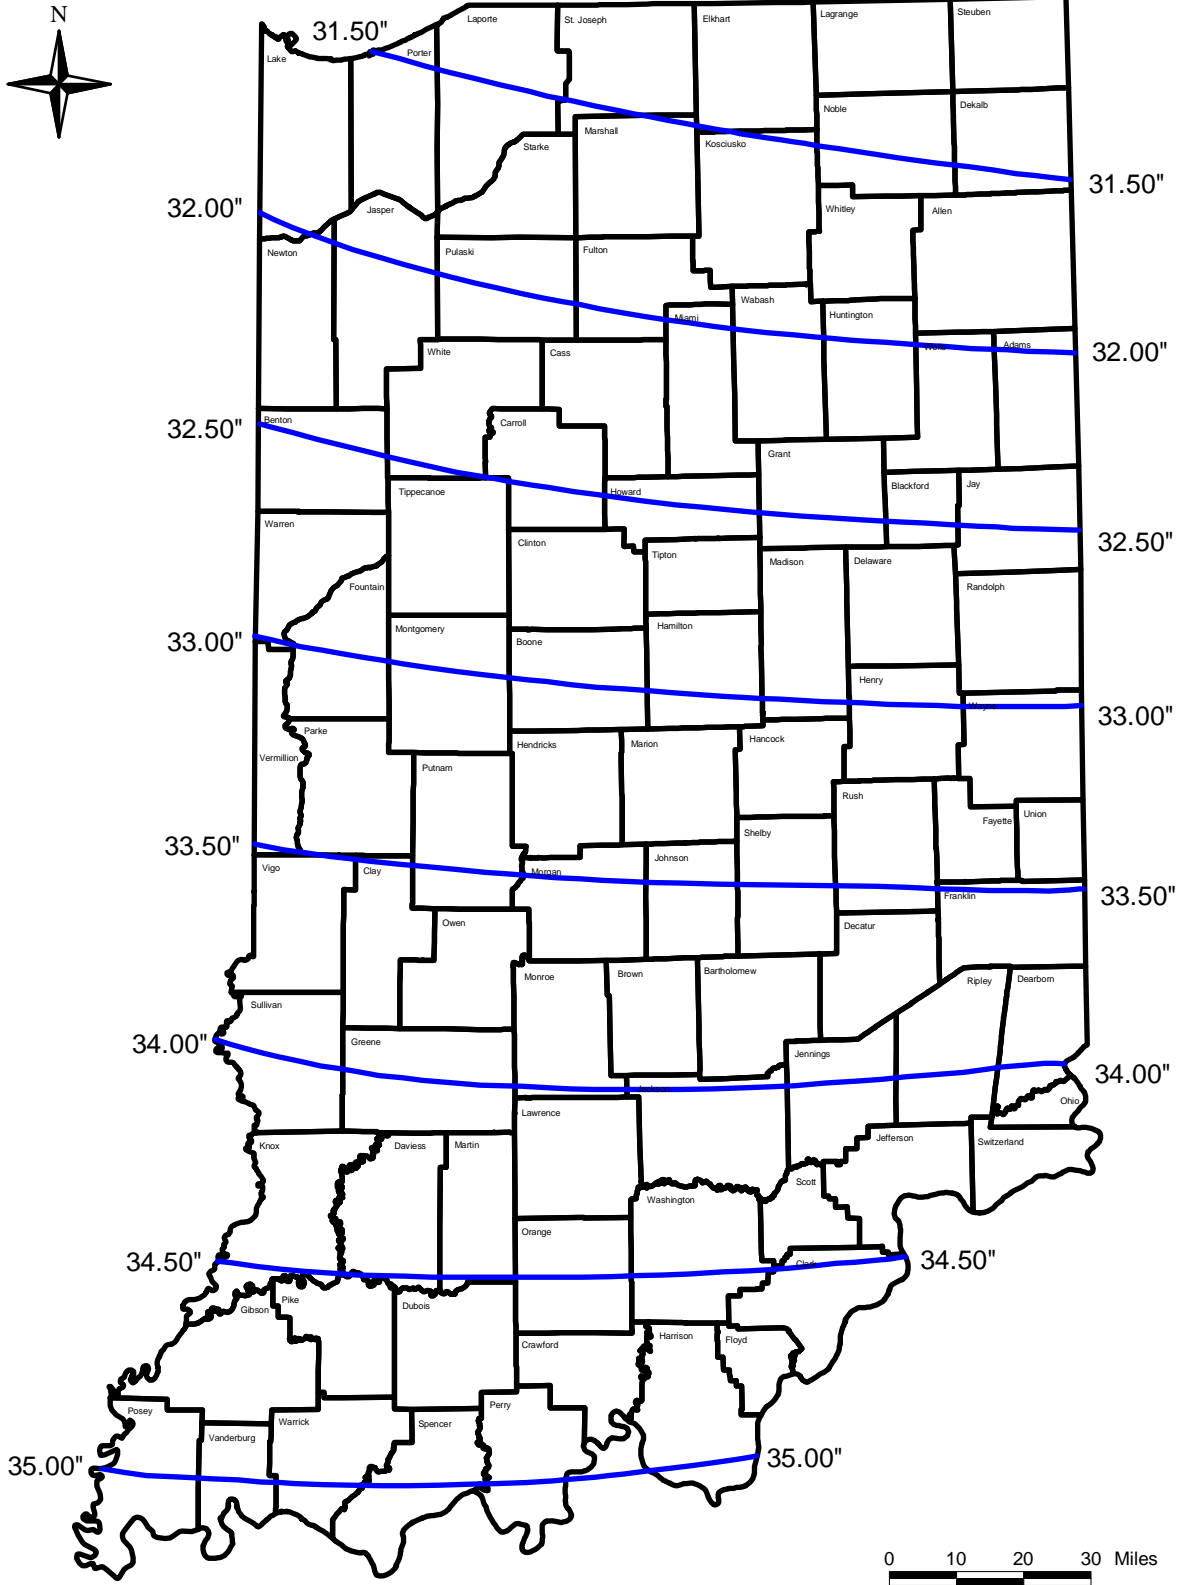 N
Laporte
St. Joseph
Elkhart
Lagrange
Steuben
31.50"
Porter
Lake
Noble
Dekalb
Marshall
Kosciusko
Starke
31.50"
32.00"
Jasper
Whitley
Allen
Newton
Pulaski
Fulton
Wabash
Huntington
Miami
Wells
Adams
White
Cass
32.00"
32.50"
Benton
Carroll
Grant
Tippecanoe
Howard
Blackford
Jay
Warren
Clinton
32.50"
Tipton
Madison
Delaware
Fountain
Randolph
33.00"
Montgomery
Boone
Hamilton
Henry
Wayne
33.00"
Parke
Hendricks
Marion
Hancock
Vermillion
Putnam
Rush
Fayette
Union
33.50"
Shelby
Vigo
Clay
Morgan
Johnson
33.50"
Franklin
Owen
Decatur
Monroe
Brown
Bartholomew
Ripley
Dearborn
Sullivan
34.00"
Greene
Jennings
34.00"
Jackson
Ohio
Lawrence
Knox
Daviess
Martin
Jefferson
Switzerland
Scott
Washington
Orange
34.50"
Clark
34.50"
Pike
Gibson
Dubois
Crawford
Harrison
Floyd
Posey
Vanderburg
Warrick
Spencer
Perry
35.00"
35.00"
0 10 20 30 Miles